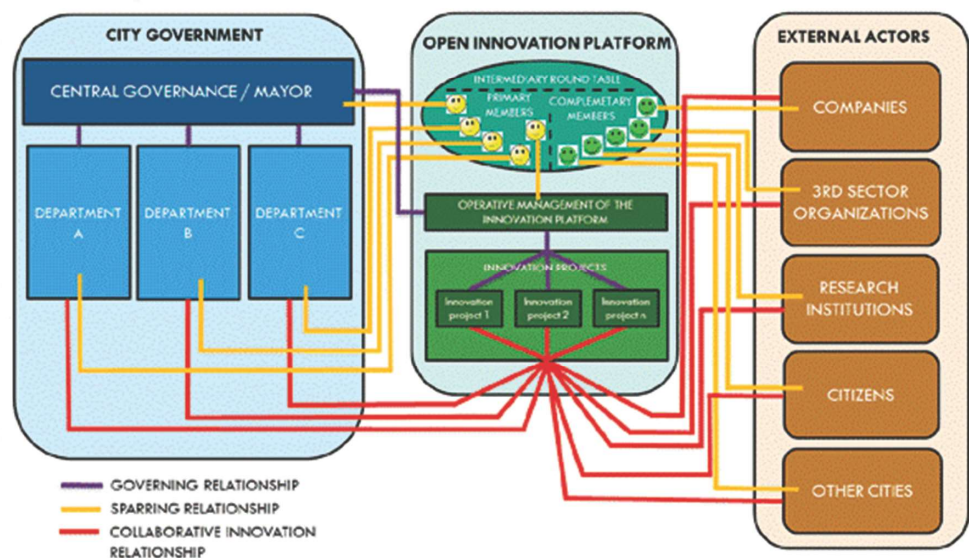 CITY GOVERNMENT
CENTRAL GOVERNANCE / MAYOR
DEPARTMENT
A
DEPARTMENT
B
DEPARTMENT
C
OPEN INNOVATION PLATFORM
INTERMEDIARY ROUND TABLE
PRIMARY
MEMBERS
COMPLEMETARY
MEMBERS
OPERATIVE MANAGEMENT OF THE
INNOVATION PLATFORM
INNOVATION PROJECTS
Innovation
project 1
Innovation
project 2
Innovation
project n
EXTERNAL ACTORS
COMPANIES
3RD SECTOR
ORGANIZATIONS
RESEARCH
INSTITUTIONS
CITIZENS
OTHER CITIES
GOVERNING RELATIONSHIP
SPARRING RELATIONSHIP
COLLABORATIVE INNOVATION
RELATIONSHIP